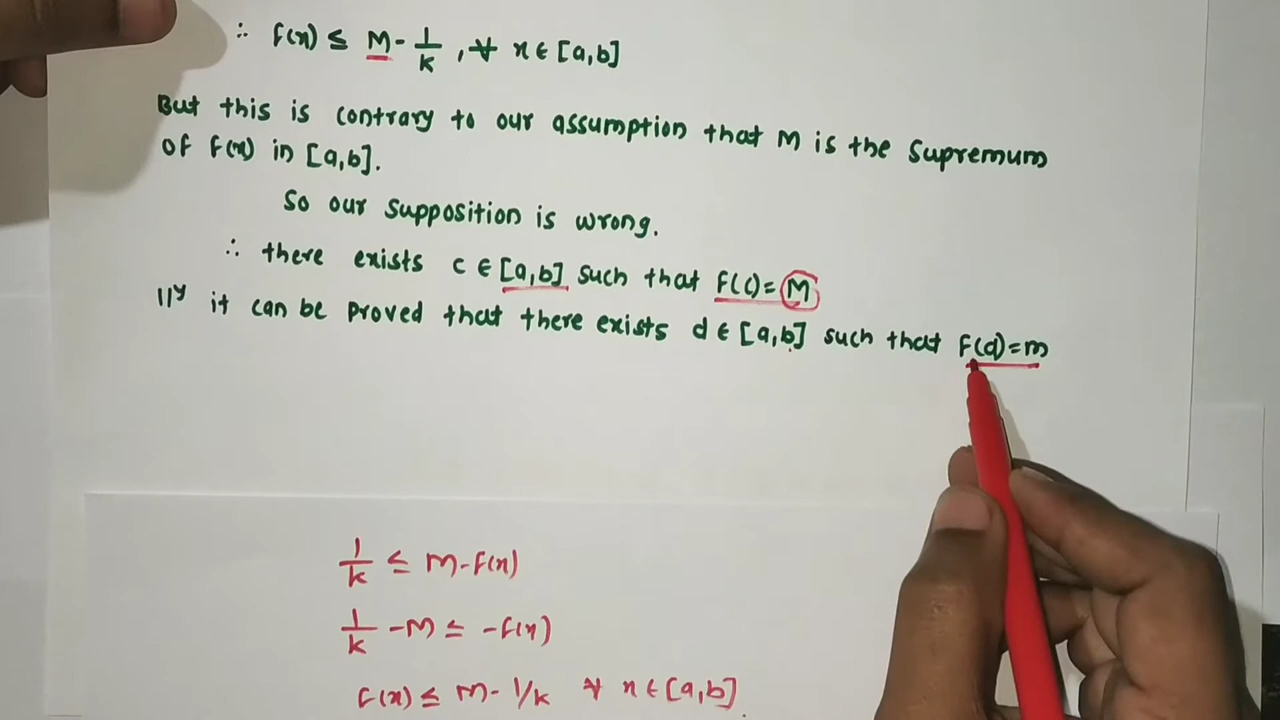 ∴ f(x) ≤ M - 1/k , ∀ x ∈ [a,b]
But this is contrary to our assumption that M is the Supremum
of f(x) in [a,b].
So our supposition is wrong.
∴ there exists c ∈ [a,b] such that f(c) = M
|||ly it can be proved that there exists d ∈ [a,b] such that f(d) = m
1/k ≤ M - f(x)
1/k - M ≤ - f(x)
f(x) ≤ M - 1/k ∀ x ∈ [a,b].